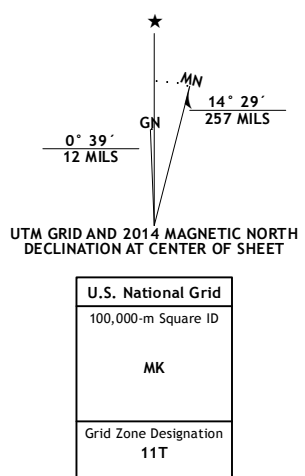 ★
MN
GN
14° 29´
257 MILS
0° 39´
12 MILS
UTM GRID AND 2014 MAGNETIC NORTH
DECLINATION AT CENTER OF SHEET
U.S. National Grid
100,000-m Square ID
MK
Grid Zone Designation
11T